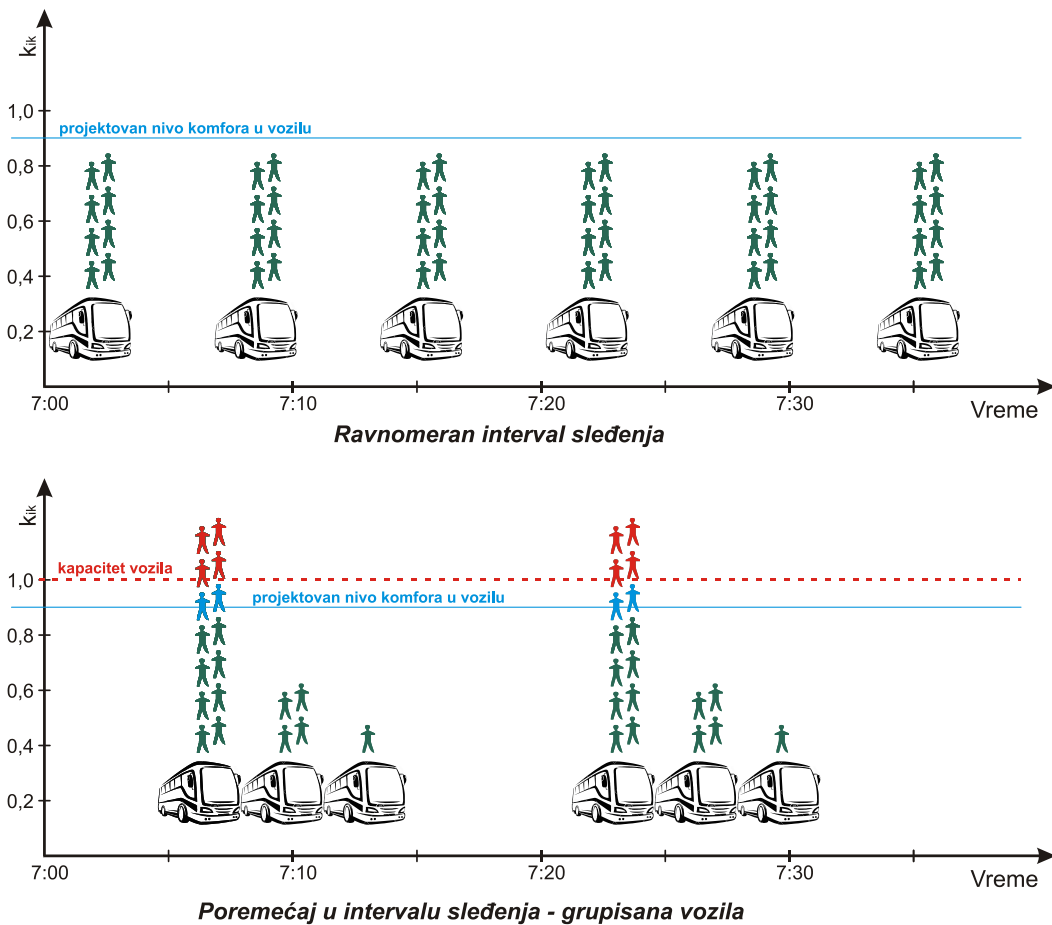 kik
1,0
projektovan nivo komfora u vozilu
0,8
0,6
0,4
0,2
7:00
7:10
7:20
7:30
Vreme
Ravnomeran interval sleđenja
kik
kapacitet vozila
1,0
projektovan nivo komfora u vozilu
0,8
0,6
0,4
0,2
7:00
7:10
7:20
7:30
Vreme
Poremećaj u intervalu sleđenja - grupisana vozila